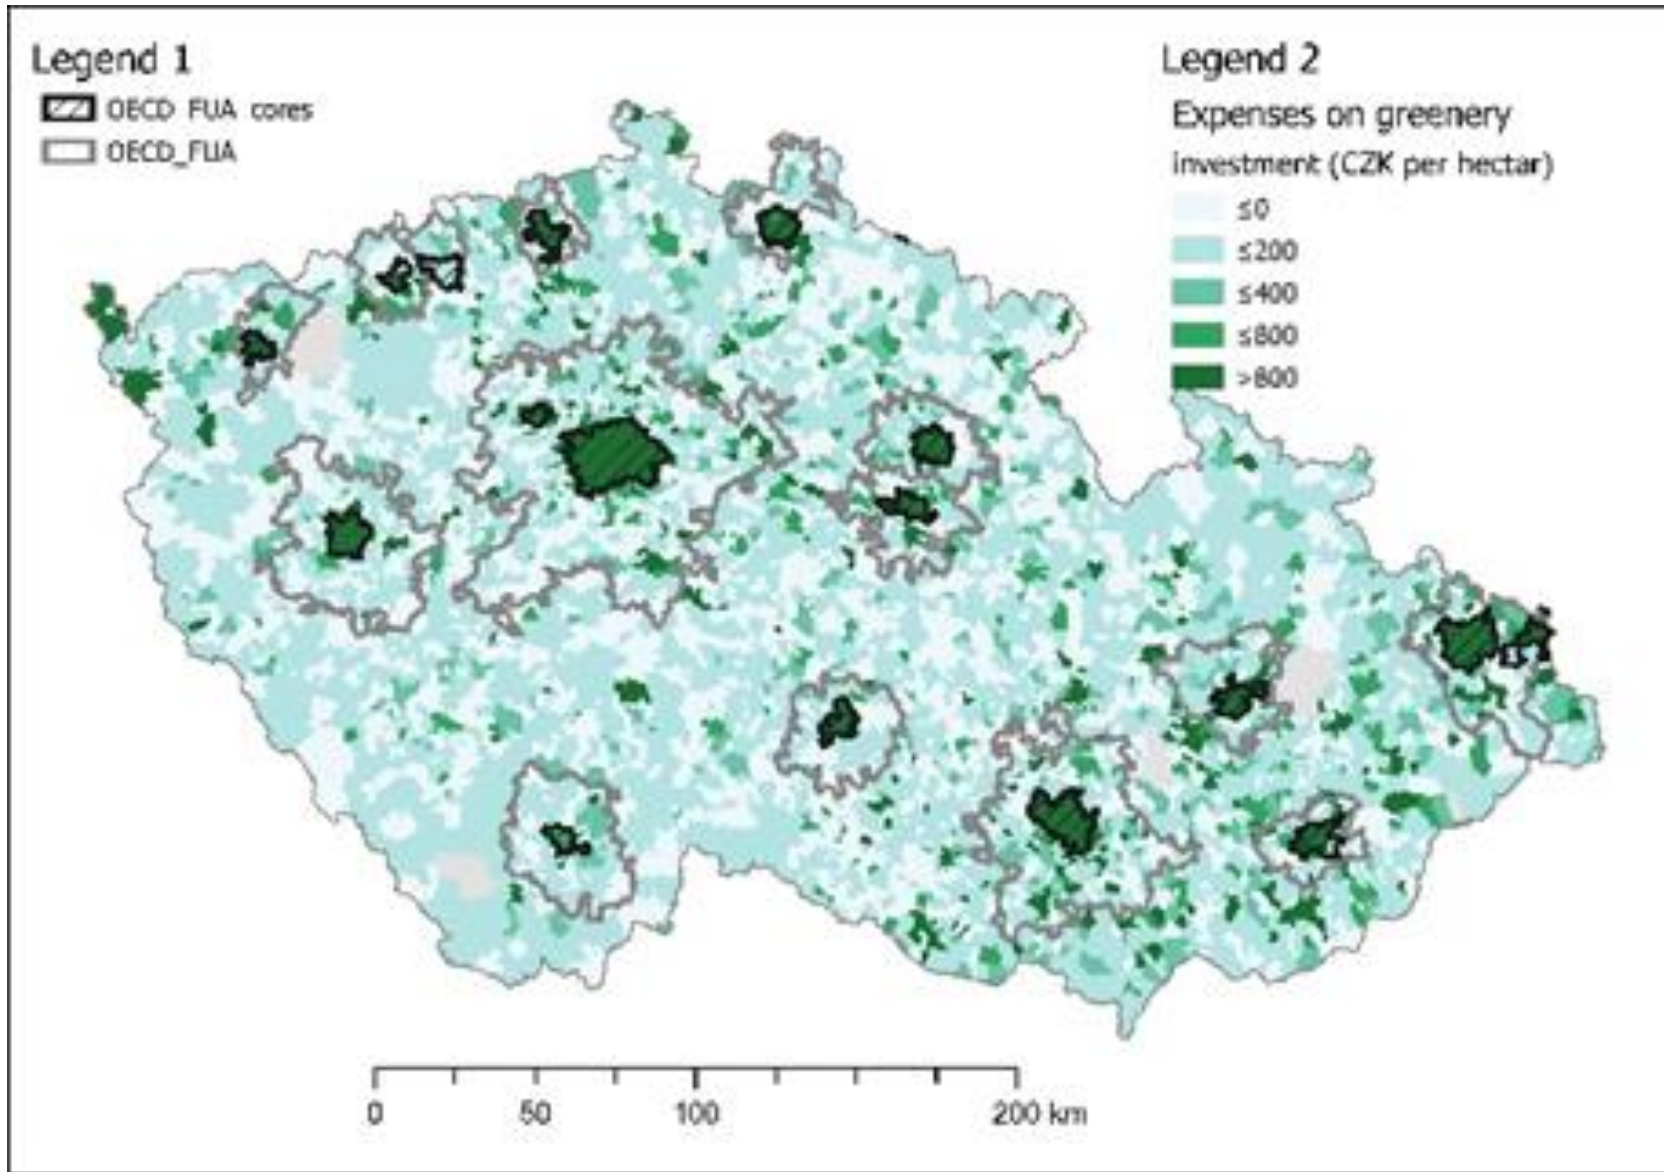 Legend 1
OECD FUA cores
OECD_FUA
Legend 2
Expenses on greenery
investment (CZK per hectar)
≤0
≤200
≤400
≤800
>800
0 50 100 200 km